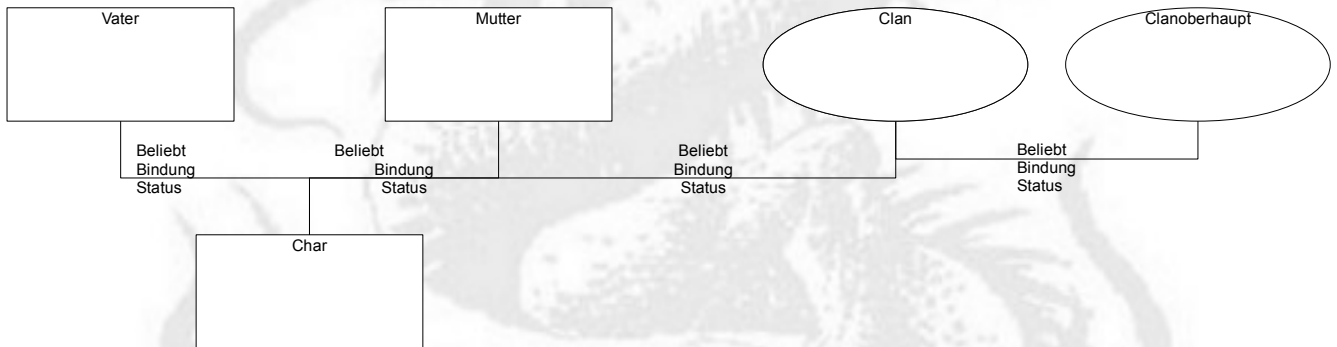 Vater
Mutter
Clan
Clanoberhaupt
Beliebt
Bindung
Status
Beliebt
Bindung
Status
Beliebt
Bindung
Status
Beliebt
Bindung
Status
Char